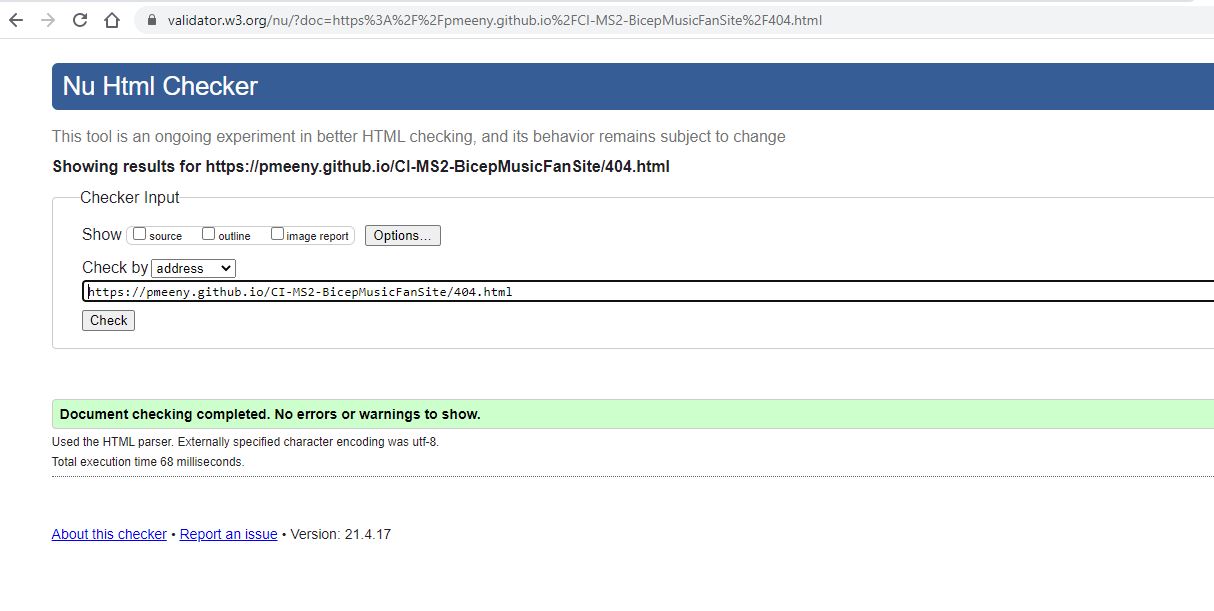 validator.w3.org/nu/?doc=https%3A%2F%2Fpmeeny.github.io%2FCI-MS2-BicepMusicFanSite%2F404.html
Nu Html Checker
This tool is an ongoing experiment in better HTML checking, and its behavior remains subject to change
Showing results for https://pmeeny.github.io/CI-MS2-BicepMusicFanSite/404.html
Checker Input
Show source outline image report Options...
Check by address
https://pmeeny.github.io/CI-MS2-BicepMusicFanSite/404.html
Check
Document checking completed. No errors or warnings to show.
Used the HTML parser. Externally specified character encoding was utf-8.
Total execution time 68 milliseconds.
About this checker • Report an issue • Version: 21.4.17